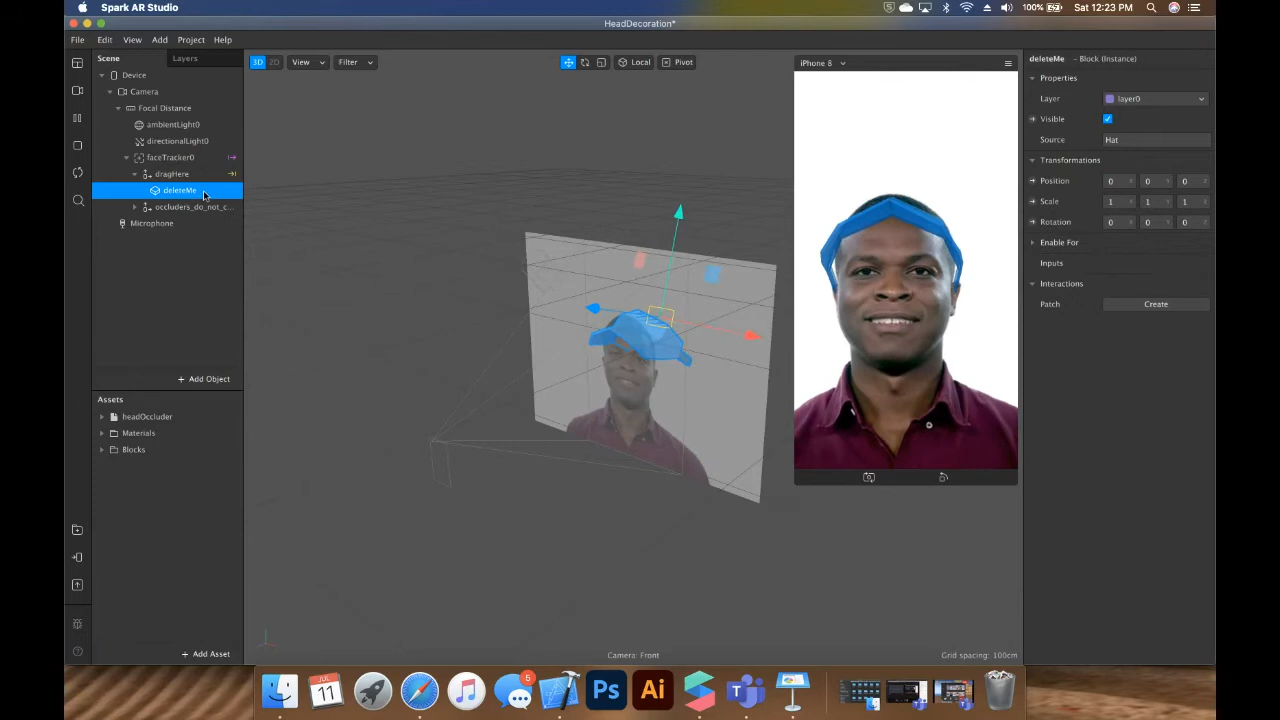 Spark AR Studio
100%
Sat 12:23 PM
HeadDecoration*
File Edit View Add Project Help
Scene Layers
Device
Camera
Focal Distance
ambientLight0
directionalLight0
faceTracker0
dragHere
deleteMe
occluders_do_not_c...
Microphone
+ Add Object
Assets
headOccluder
Materials
Blocks
+ Add Asset
3D 2D View Filter Local Pivot
Camera: Front
Grid spacing: 100cm
iPhone 8
deleteMe – Block (Instance)
Properties
Layer layer0
Visible
Source Hat
Transformations
Position 0 X 0 Y 0 Z
Scale 1 X 1 Y 1 Z
Rotation 0 X 0 Y 0 Z
Enable For
Inputs
Interactions
Patch Create
JUL
11
5
Ps
Ai